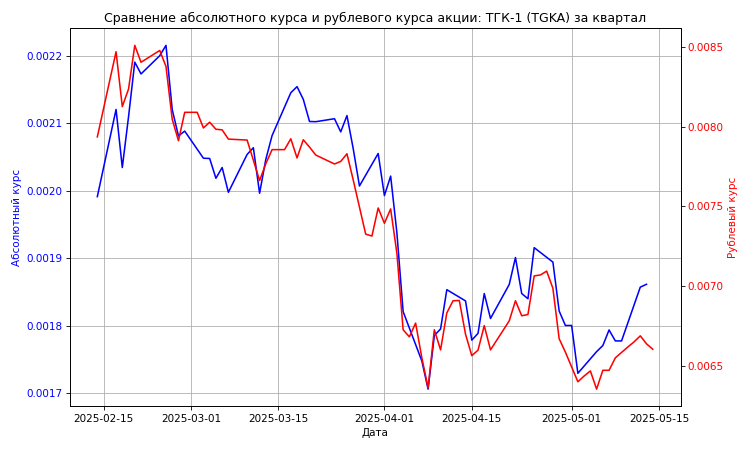 Сравнение абсолютного курса и рублевого курса акции: ТГК-1 (TGKA) за квартал
Абсолютный курс
0.0022
0.0021
0.0020
0.0019
0.0018
0.0017
0.0085
0.0080
0.0075
0.0070
0.0065
Рублевый курс
2025-02-15 2025-03-01 2025-03-15 2025-04-01 2025-04-15 2025-05-01 2025-05-15
Дата